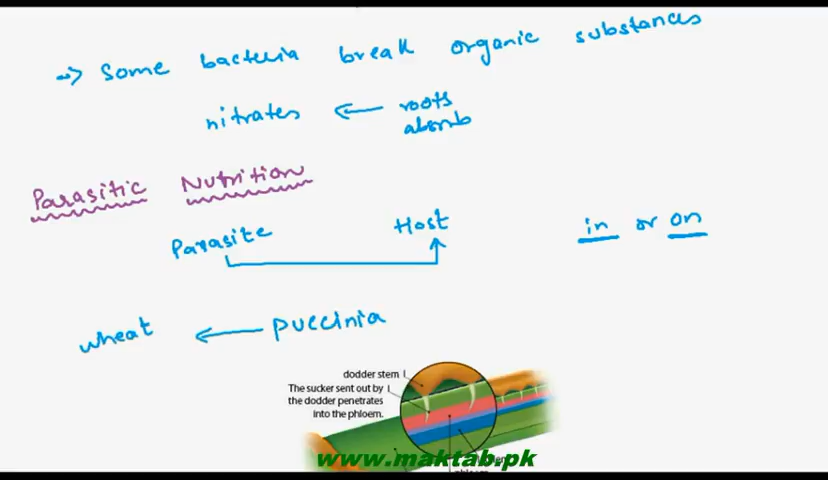 ~> Some bacteria break organic substances
nitrates ← roots
absorb
Parasitic Nutrition
Parasite Host in or on
wheat ← puccinia
dodder stem
The sucker sent out by
the dodder penetrates
into the phloem.
www.maktab.pk